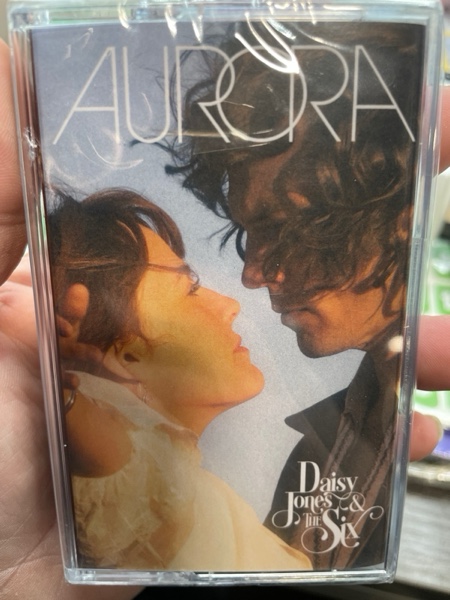 AURORA
Daisy
Jones &
THE Six